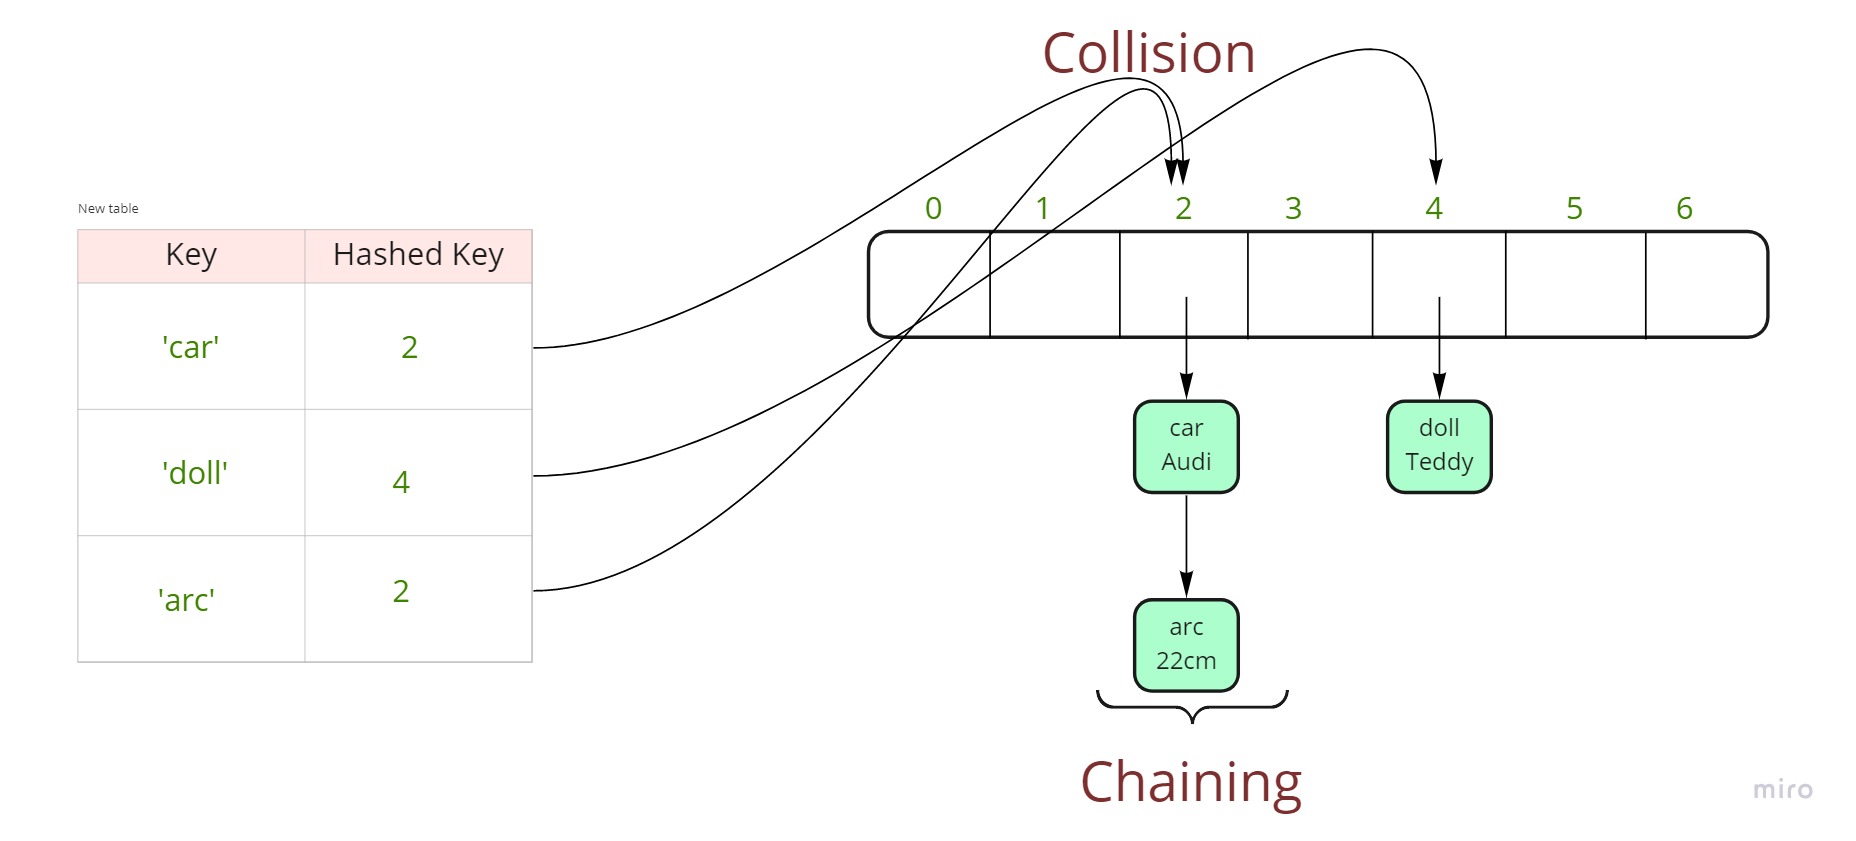 Collision
New table
Key Hashed Key
'car' 2
'doll' 4
'arc' 2
0 1 2 3 4 5 6
car
Audi
doll
Teddy
arc
22cm
Chaining
miro